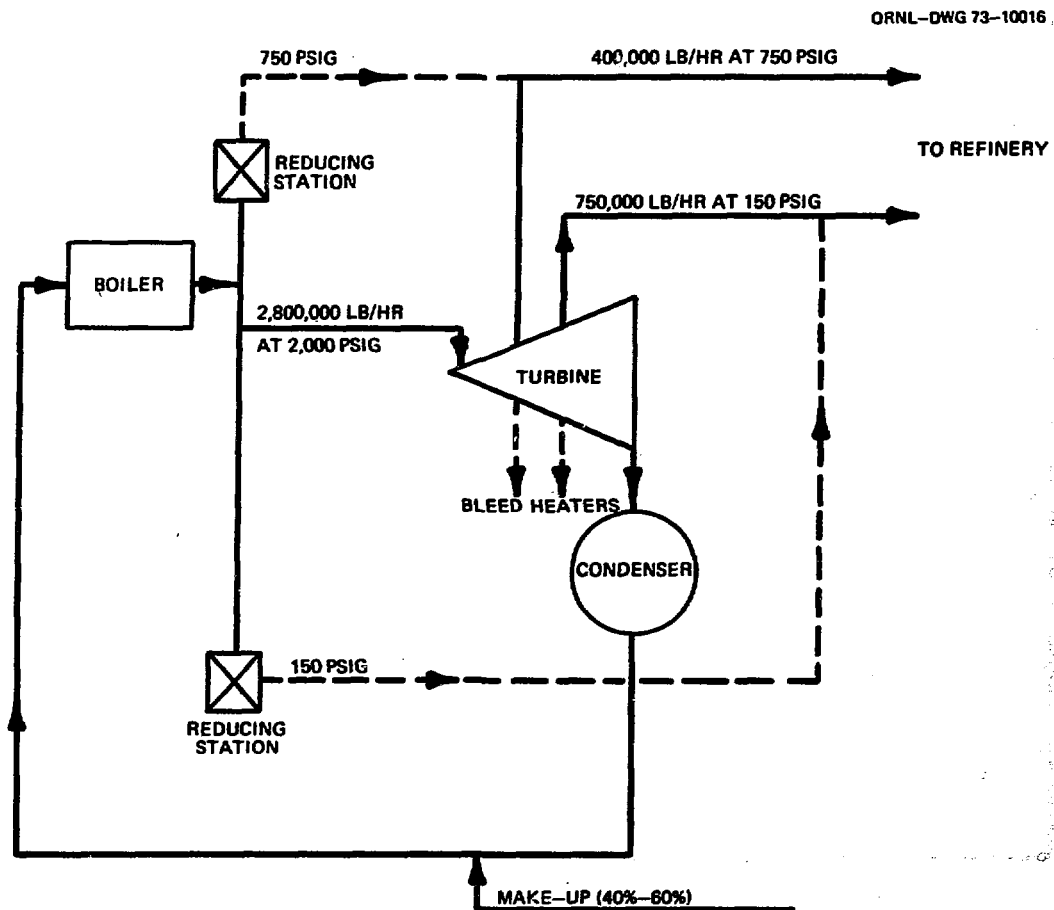 ORNL-DWG 73-10016
750 PSIG
400,000 LB/HR AT 750 PSIG
REDUCING
STATION
TO REFINERY
750,000 LB/HR AT 150 PSIG
BOILER
2,800,000 LB/HR
AT 2,000 PSIG
TURBINE
BLEED HEATERS
CONDENSER
150 PSIG
REDUCING
STATION
MAKE-UP (40%-60%)